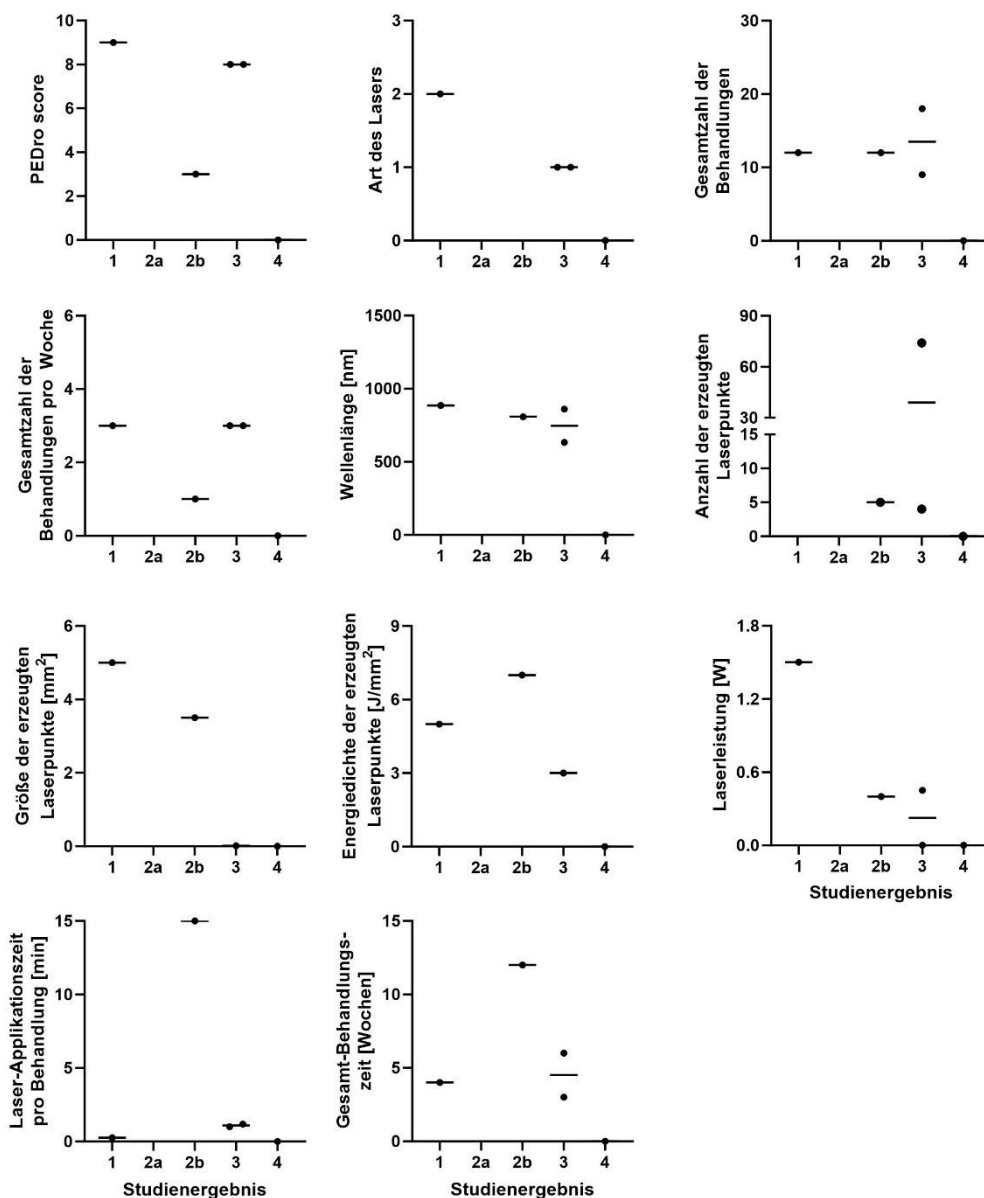 PEDro score
10
8
6
4
2
0
1 2a 2b 3 4
Art des Lasers
3
2
1
0
1 2a 2b 3 4
Gesamtzahl der
Behandlungen
30
20
10
0
1 2a 2b 3 4
Gesamtzahl der
Behandlungen pro Woche
6
4
2
0
1 2a 2b 3 4
Wellenlänge [nm]
1500
1000
500
0
1 2a 2b 3 4
Anzahl der erzeugten
Laserpunkte
90
60
30
15
10
5
0
1 2a 2b 3 4
Größe der erzeugten
Laserpunkte [mm²]
6
4
2
0
1 2a 2b 3 4
Energiedichte der erzeugten
Laserpunkte [J/mm²]
9
6
3
0
1 2a 2b 3 4
Laserleistung [W]
1.8
1.2
0.6
0.0
1 2a 2b 3 4
Studienergebnis
Laser-Applikationszeit
pro Behandlung [min]
15
10
5
0
1 2a 2b 3 4
Studienergebnis
Gesamt-Behandlungs-
zeit [Wochen]
15
10
5
0
1 2a 2b 3 4
Studienergebnis